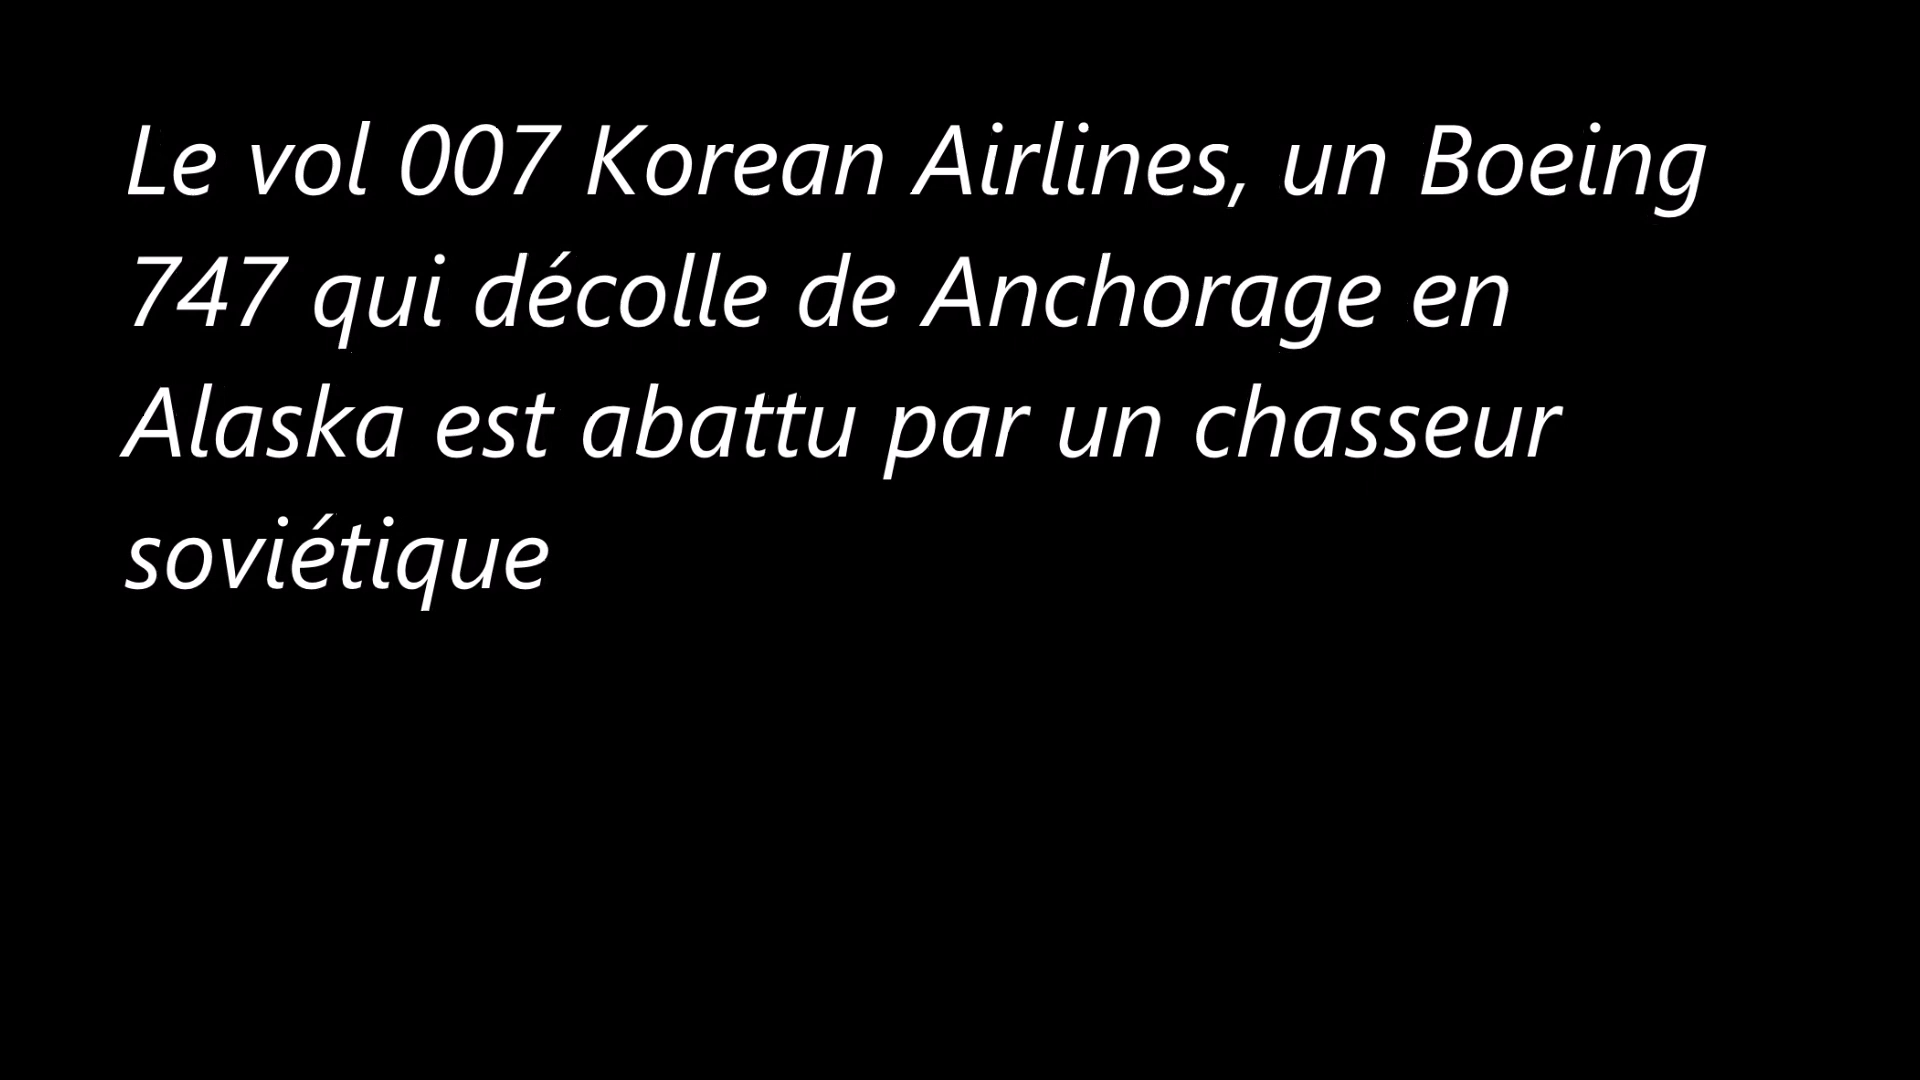 Le vol 007 Korean Airlines, un Boeing
747 qui décolle de Anchorage en
Alaska est abattu par un chasseur
soviétique